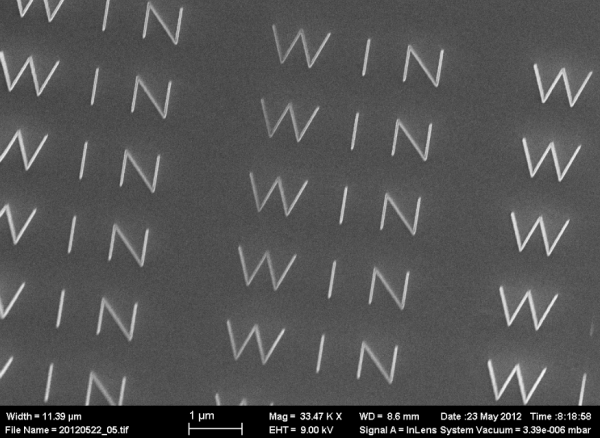 W I N W I N W
W I N W I N W
W I N W I N W
W I N W I N W
W I N W I N W I
W I N
Width = 11.39 µm 1 µm Mag = 33.47 K X WD = 8.6 mm Date :23 May 2012 Time :8:18:58
File Name = 20120522_05.tif EHT = 9.00 kV Signal A = InLens System Vacuum = 3.39e-006 mbar